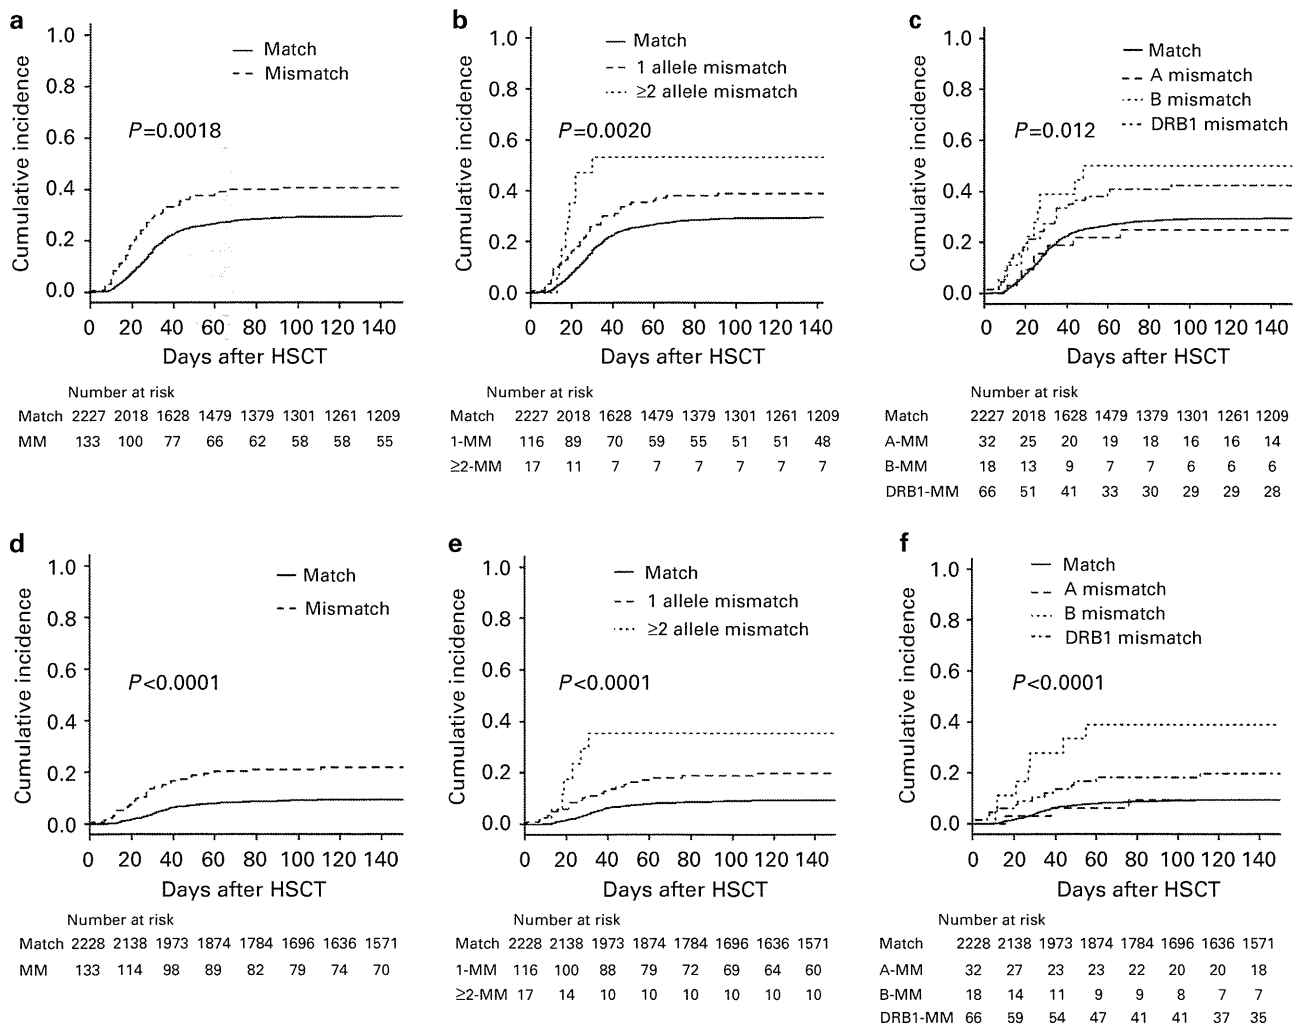 a
1.0
0.8
0.6
0.4
0.2
0.0
Cumulative incidence
Match
Mismatch
P=0.0018
0 20 40 60 80 100 120 140
Days after HSCT
Number at risk
Match 2227 2018 1628 1479 1379 1301 1261 1209
MM 133 100 77 66 62 58 58 55
b
1.0
0.8
0.6
0.4
0.2
0.0
Cumulative incidence
Match
1 allele mismatch
≥2 allele mismatch
P=0.0020
0 20 40 60 80 100 120 140
Days after HSCT
Number at risk
Match 2227 2018 1628 1479 1379 1301 1261 1209
1-MM 116 89 70 59 55 51 51 48
≥2-MM 17 11 7 7 7 7 7 7
c
1.0
0.8
0.6
0.4
0.2
0.0
Cumulative incidence
Match
A mismatch
B mismatch
DRB1 mismatch
P=0.012
0 20 40 60 80 100 120 140
Days after HSCT
Number at risk
Match 2227 2018 1628 1479 1379 1301 1261 1209
A-MM 32 25 20 19 18 16 16 14
B-MM 18 13 9 7 7 6 6 6
DRB1-MM 66 51 41 33 30 29 29 28
d
1.0
0.8
0.6
0.4
0.2
0.0
Cumulative incidence
Match
Mismatch
P<0.0001
0 20 40 60 80 100 120 140
Days after HSCT
Number at risk
Match 2228 2138 1973 1874 1784 1696 1636 1571
MM 133 114 98 89 82 79 74 70
e
1.0
0.8
0.6
0.4
0.2
0.0
Cumulative incidence
Match
1 allele mismatch
≥2 allele mismatch
P<0.0001
0 20 40 60 80 100 120 140
Days after HSCT
Number at risk
Match 2228 2138 1973 1874 1784 1696 1636 1571
1-MM 116 100 88 79 72 69 64 60
≥2-MM 17 14 10 10 10 10 10 10
f
1.0
0.8
0.6
0.4
0.2
0.0
Cumulative incidence
Match
A mismatch
B mismatch
DRB1 mismatch
P<0.0001
0 20 40 60 80 100 120 140
Days after HSCT
Number at risk
Match 2228 2138 1973 1874 1784 1696 1636 1571
A-MM 32 27 23 23 22 20 20 18
B-MM 18 14 11 9 9 8 7 7
DRB1-MM 66 59 54 47 41 41 37 35